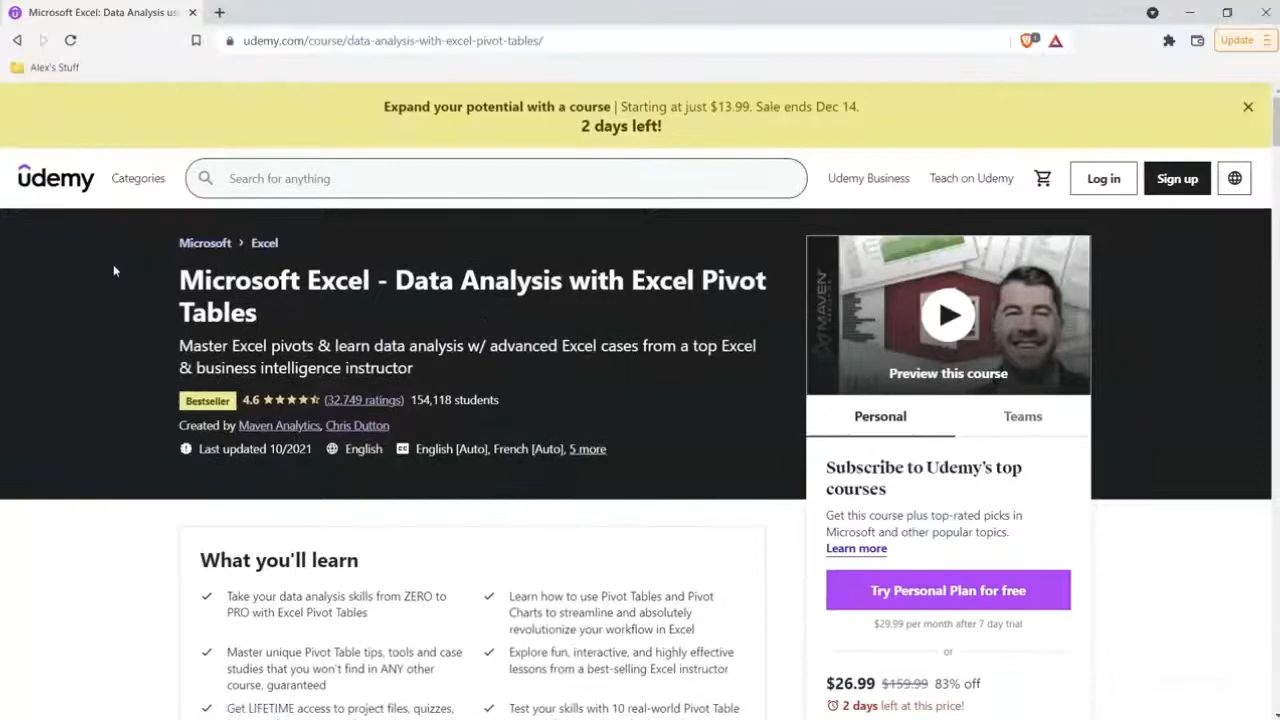 Microsoft Excel: Data Analysis us
udemy.com/course/data-analysis-with-excel-pivot-tables/
1
Update
Alex's Stuff
Expand your potential with a course | Starting at just $13.99. Sale ends Dec 14.
2 days left!
udemy
Categories
Search for anything
Udemy Business
Teach on Udemy
Log in
Sign up
Microsoft › Excel
Microsoft Excel - Data Analysis with Excel Pivot
Tables
Master Excel pivots & learn data analysis w/ advanced Excel cases from a top Excel
& business intelligence instructor
Bestseller 4.6 (32,749 ratings) 154,118 students
Created by Maven Analytics, Chris Dutton
Last updated 10/2021 English English [Auto], French [Auto], 5 more
MAVEN
Preview this course
Personal
Teams
Subscribe to Udemy's top
courses
Get this course plus top-rated picks in
Microsoft and other popular topics.
Learn more
Try Personal Plan for free
$29.99 per month after 7 day trial
or
$26.99 $159.99 83% off
2 days left at this price!
What you'll learn
Take your data analysis skills from ZERO to
PRO with Excel Pivot Tables
Learn how to use Pivot Tables and Pivot
Charts to streamline and absolutely
revolutionize your workflow in Excel
Master unique Pivot Table tips, tools and case
studies that you won't find in ANY other
course, guaranteed
Explore fun, interactive, and highly effective
lessons from a best-selling Excel instructor
Get LIFETIME access to project files, quizzes,
Test your skills with 10 real-world Pivot Table